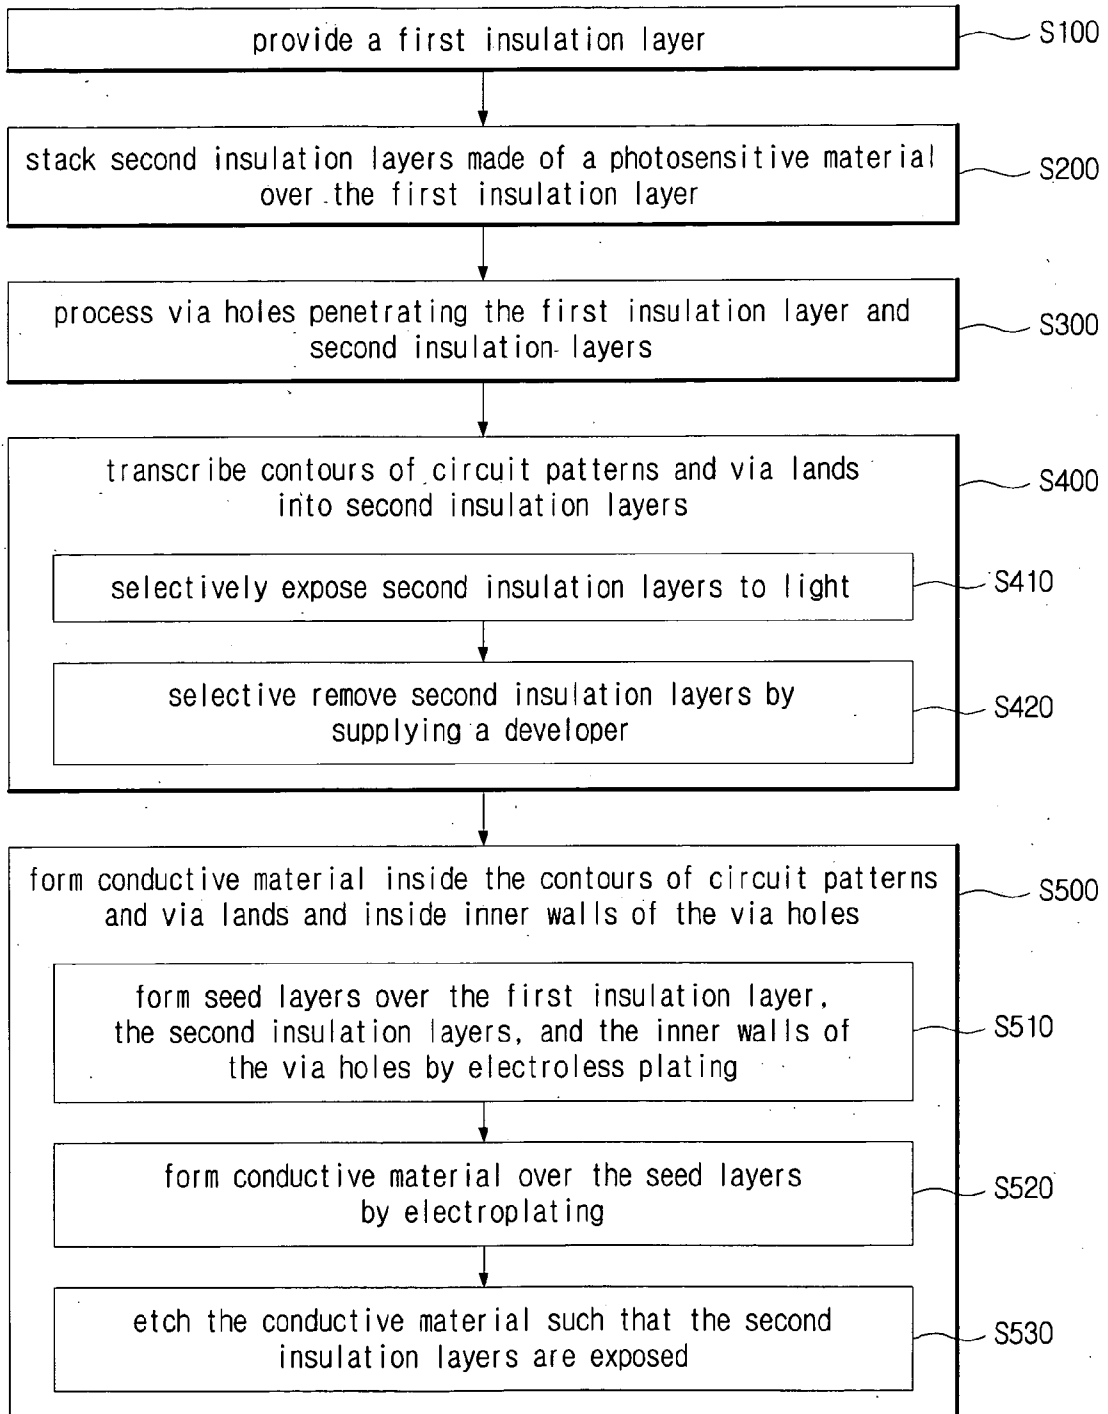 provide a first insulation layer
S100
stack second insulation layers made of a photosensitive material
over the first insulation layer
S200
process via holes penetrating the first insulation layer and
second insulation layers
S300
transcribe contours of circuit patterns and via lands
into second insulation layers
S400
selectively expose second insulation layers to light
S410
selective remove second insulation layers by
supplying a developer
S420
form conductive material inside the contours of circuit patterns
and via lands and inside inner walls of the via holes
S500
form seed layers over the first insulation layer,
the second insulation layers, and the inner walls of
the via holes by electroless plating
S510
form conductive material over the seed layers
by electroplating
S520
etch the conductive material such that the second
insulation layers are exposed
S530